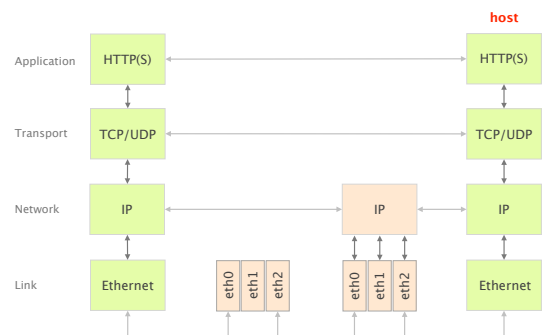 host
Application HTTP(S) HTTP(S)
Transport TCP/UDP TCP/UDP
Network IP IP IP
Link Ethernet eth0 eth1 eth2 eth0 eth1 eth2 Ethernet